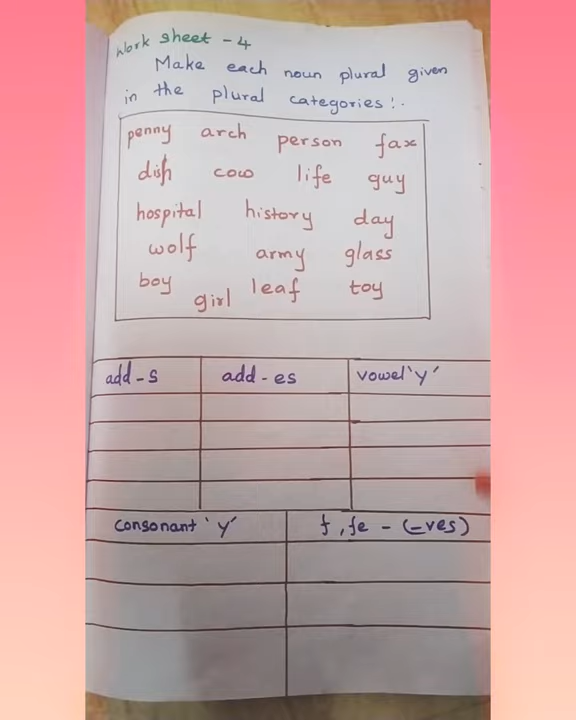 Work sheet - 4
Make each noun plural given
in the plural categories :-
penny arch person fax
dish cow life guy
hospital history day
wolf army glass
boy girl leaf toy
add-s add-es vowel 'y'
consonant 'y' f, fe - (-ves)